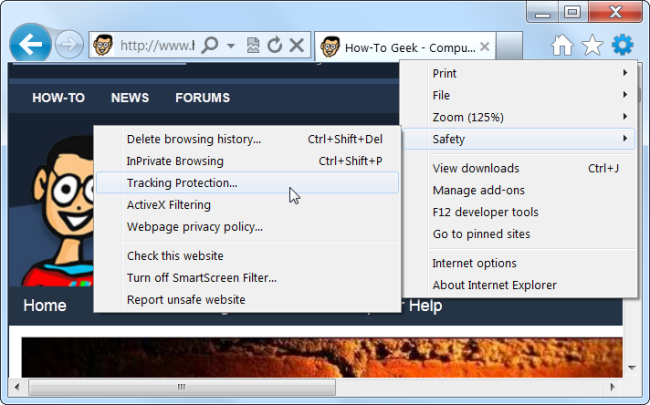 http://www.
How-To Geek - Compu...
HOW-TO NEWS FORUMS
Print
File
Zoom (125%)
Safety
View downloads Ctrl+J
Manage add-ons
F12 developer tools
Go to pinned sites
Internet options
About Internet Explorer
Delete browsing history... Ctrl+Shift+Del
InPrivate Browsing Ctrl+Shift+P
Tracking Protection...
ActiveX Filtering
Webpage privacy policy...
Check this website
Turn off SmartScreen Filter...
Report unsafe website
Home Help